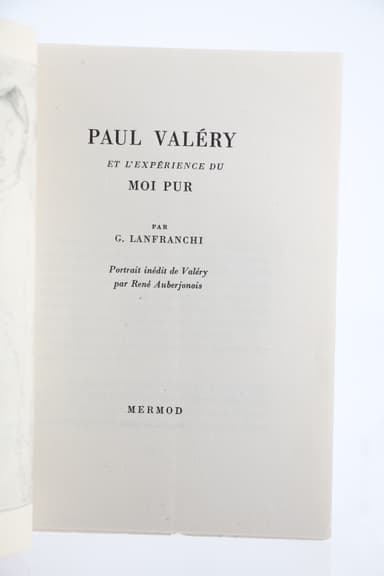 PAUL VALÉRY
ET L'EXPÉRIENCE DU
MOI PUR
PAR
G. LANFRANCHI
Portrait inédit de Valéry
par René Auberjonois
MERMOD